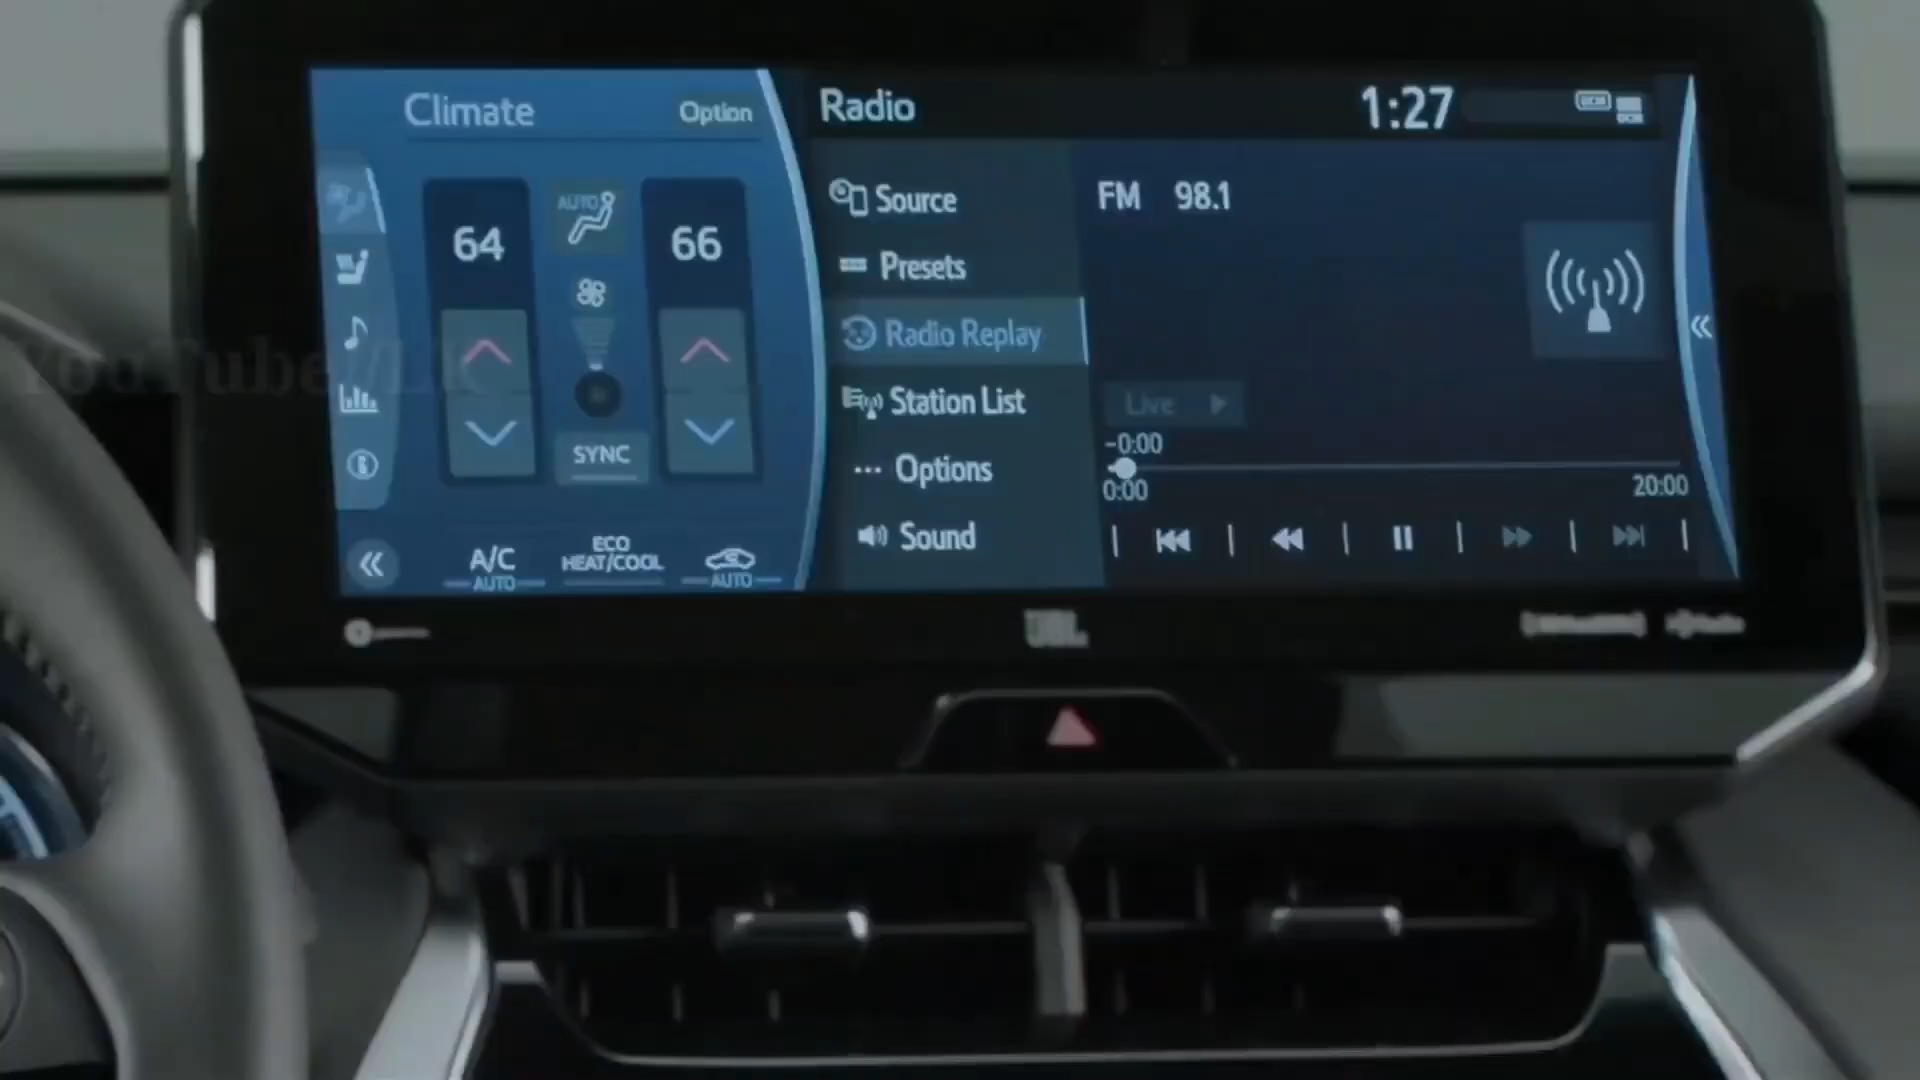 Climate
Option
Radio
1:27
64
AUTO
66
SYNC
A/C
AUTO
ECO
HEAT/COOL
AUTO
Source
Presets
Radio Replay
Station List
Options
Sound
FM 98.1
Live
-0:00
0:00
20:00
JBL